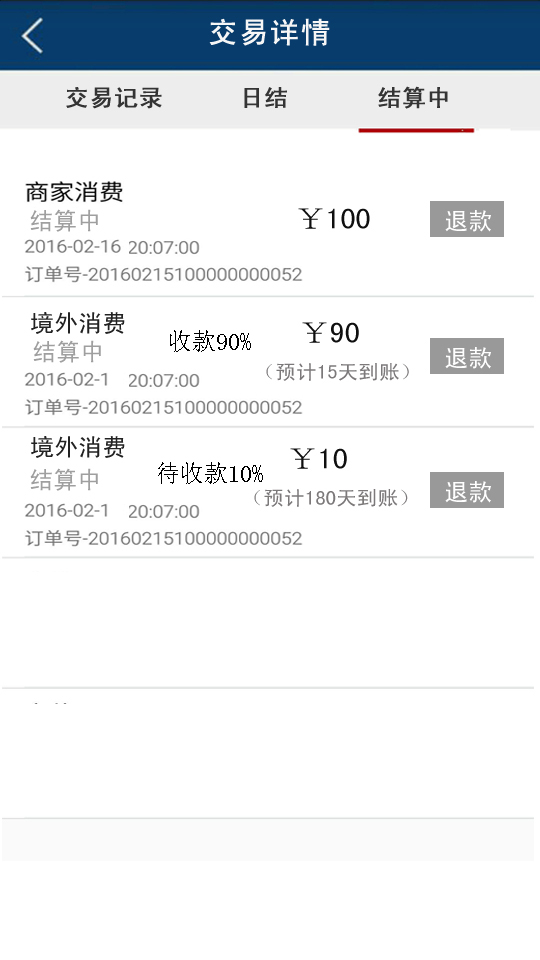 交易详情
交易记录 日结 结算中
商家消费
结算中
¥100
退款
2016-02-16 20:07:00
订单号-20160215100000000052
境外消费
结算中
收款90%
¥90
(预计15天到账)
退款
2016-02-1 20:07:00
订单号-20160215100000000052
境外消费
结算中
待收款10%
¥10
(预计180天到账)
退款
2016-02-1 20:07:00
订单号-20160215100000000052